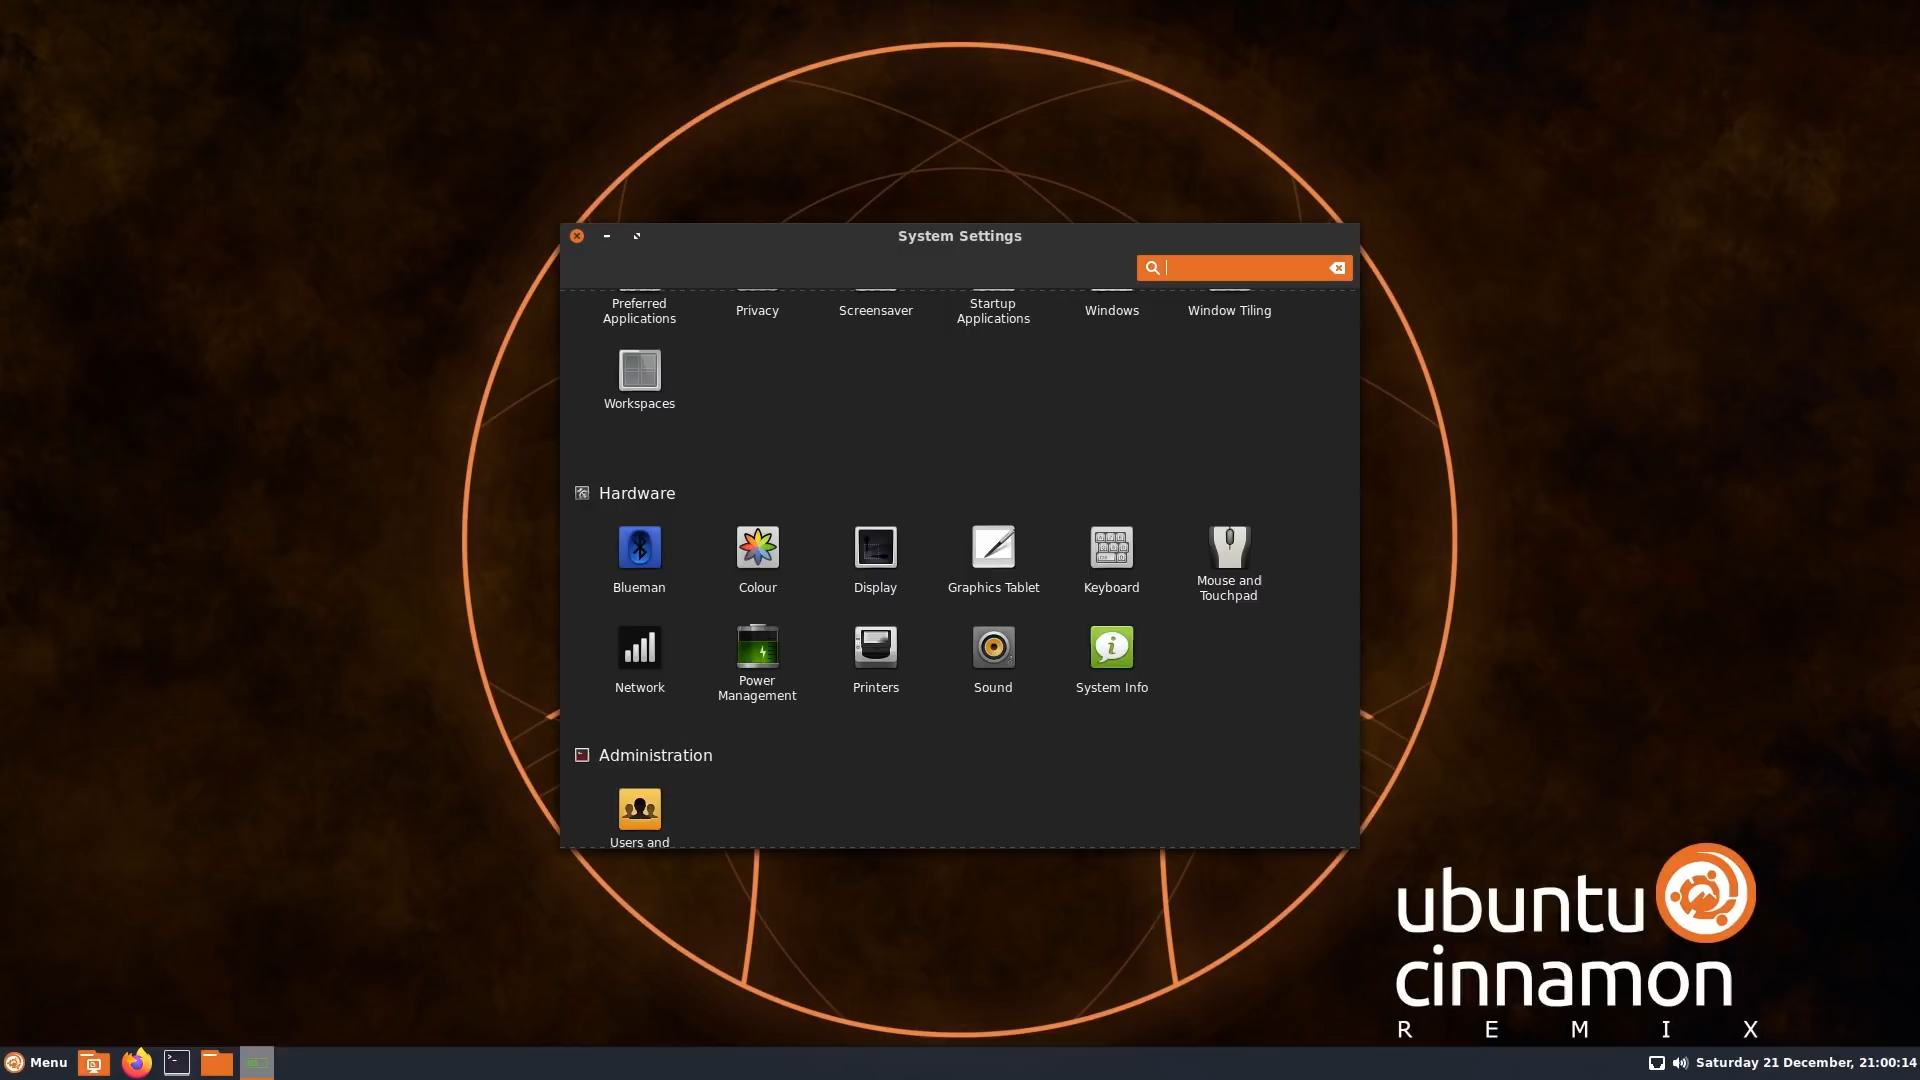 System Settings
Preferred Applications
Privacy
Screensaver
Startup Applications
Windows
Window Tiling
Workspaces
Hardware
Blueman
Colour
Display
Graphics Tablet
Keyboard
Mouse and Touchpad
Network
Power Management
Printers
Sound
System Info
Administration
Users and
ubuntu
cinnamon
R E M I X
Menu
Saturday 21 December, 21:00:14